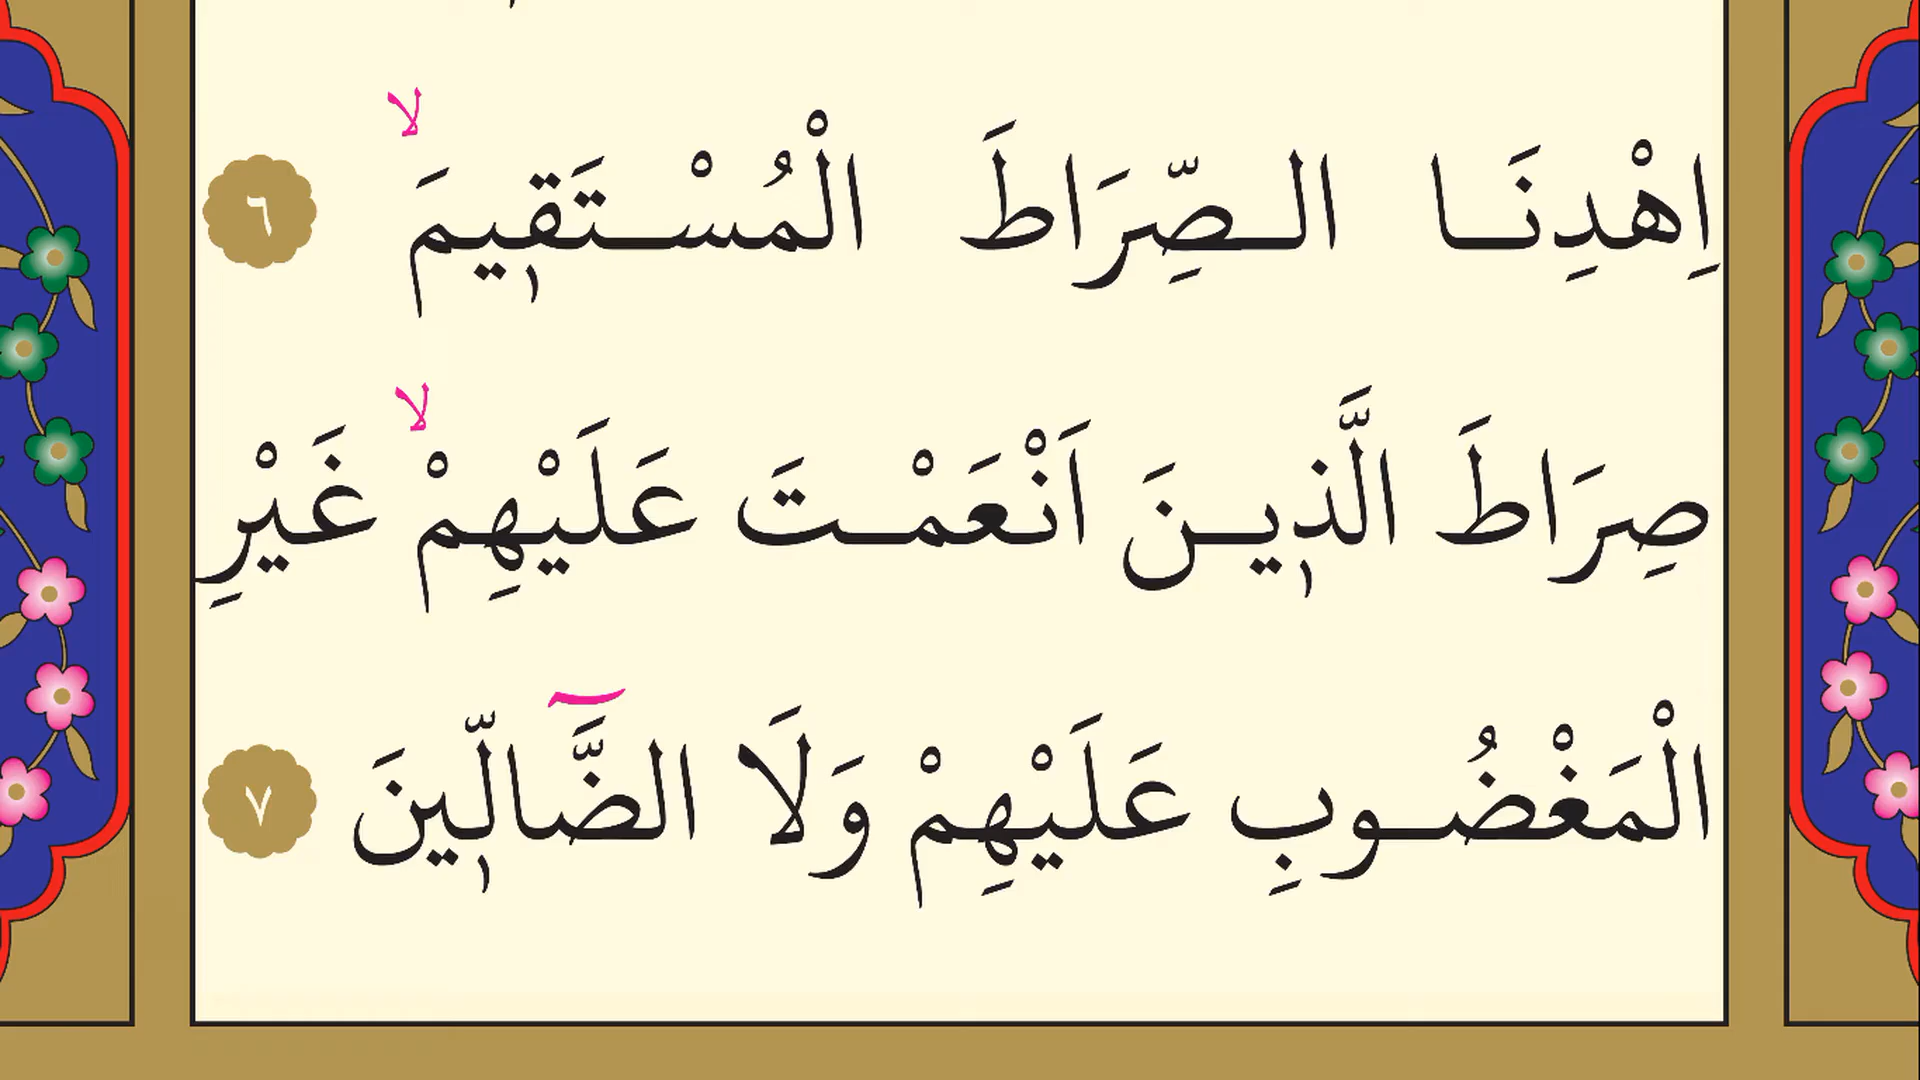 اِهْدِنَا الصِّرَاطَ الْمُسْتَقٖيمَۙ ٦
صِرَاطَ الَّذٖينَ اَنْعَمْتَ عَلَيْهِمْۙ غَيْرِ
الْمَغْضُوبِ عَلَيْهِمْ وَلَا الضَّٓالّٖينَ ٧